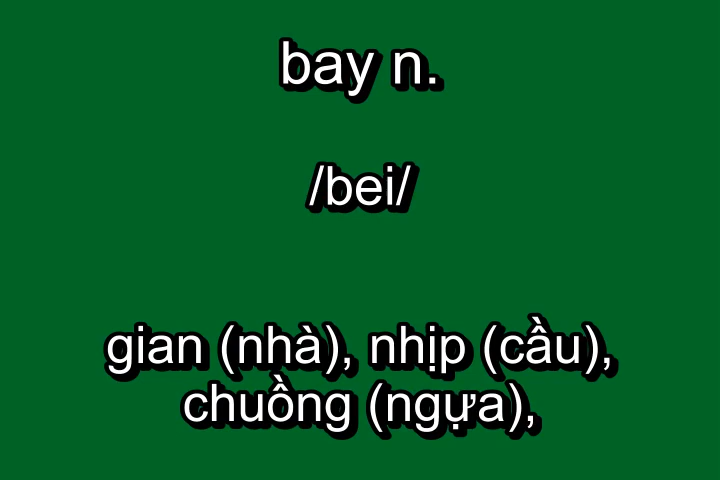 bay n.
/bei/
gian (nhà), nhịp (cầu),
chuồng (ngựa),